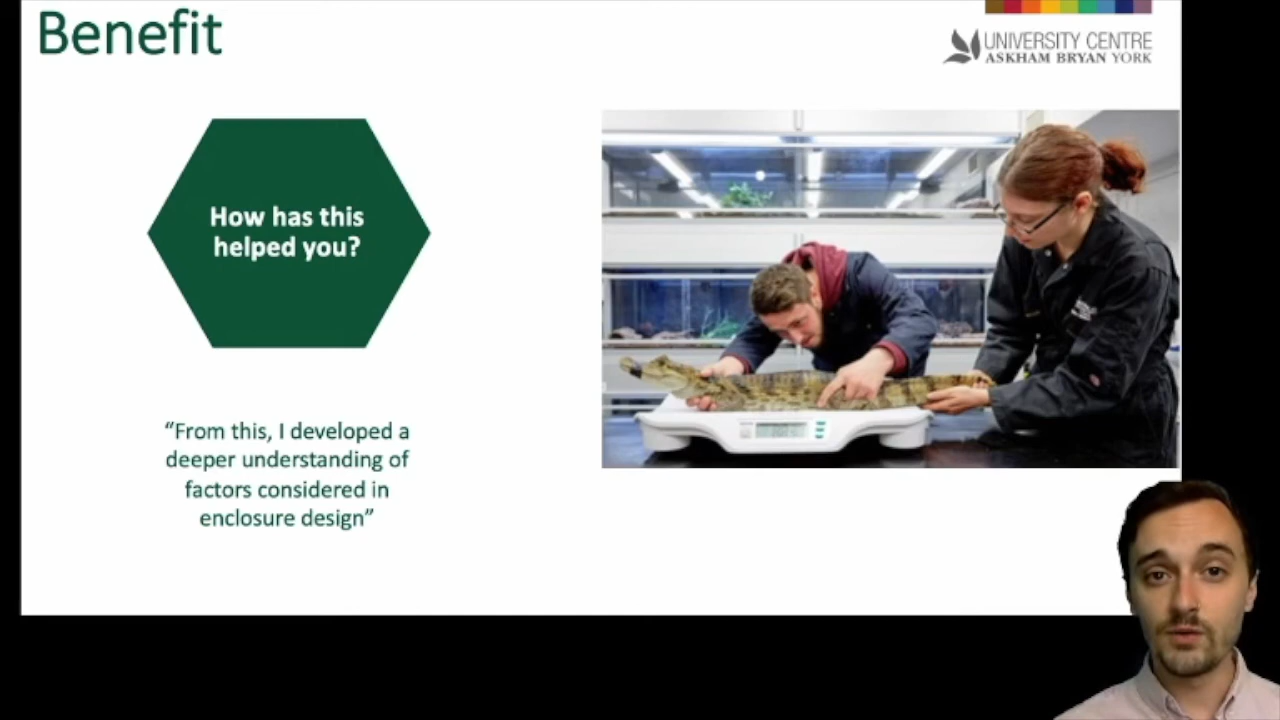 Benefit
UNIVERSITY CENTRE
ASKHAM BRYAN YORK
How has this
helped you?
“From this, I developed a
deeper understanding of
factors considered in
enclosure design”